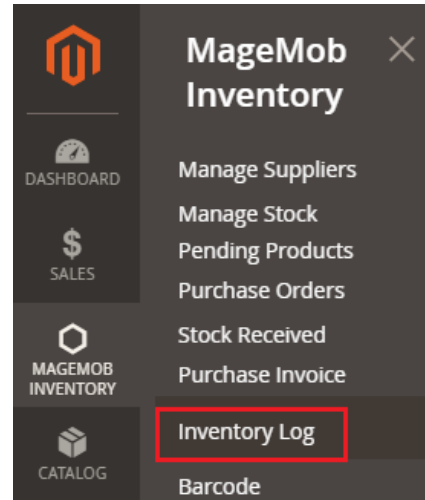 DASHBOARD
SALES
MAGEMOB
INVENTORY
CATALOG
MageMob
Inventory
Manage Suppliers
Manage Stock
Pending Products
Purchase Orders
Stock Received
Purchase Invoice
Inventory Log
Barcode